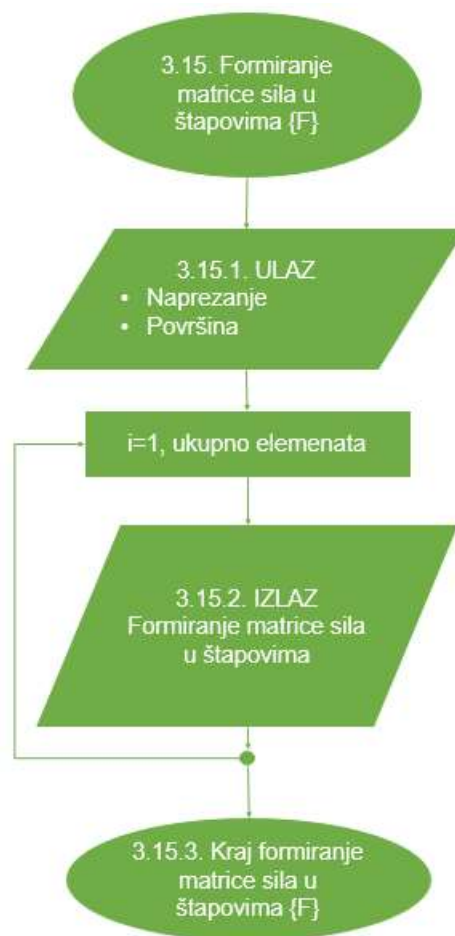 3.15. Formiranje
matrice sila u
štapovima {F}
3.15.1. ULAZ
• Naprezanje
• Površina
i=1, ukupno elemenata
3.15.2. IZLAZ
Formiranje matrice sila
u štapovima
3.15.3. Kraj formiranje
matrice sila u
štapovima {F}